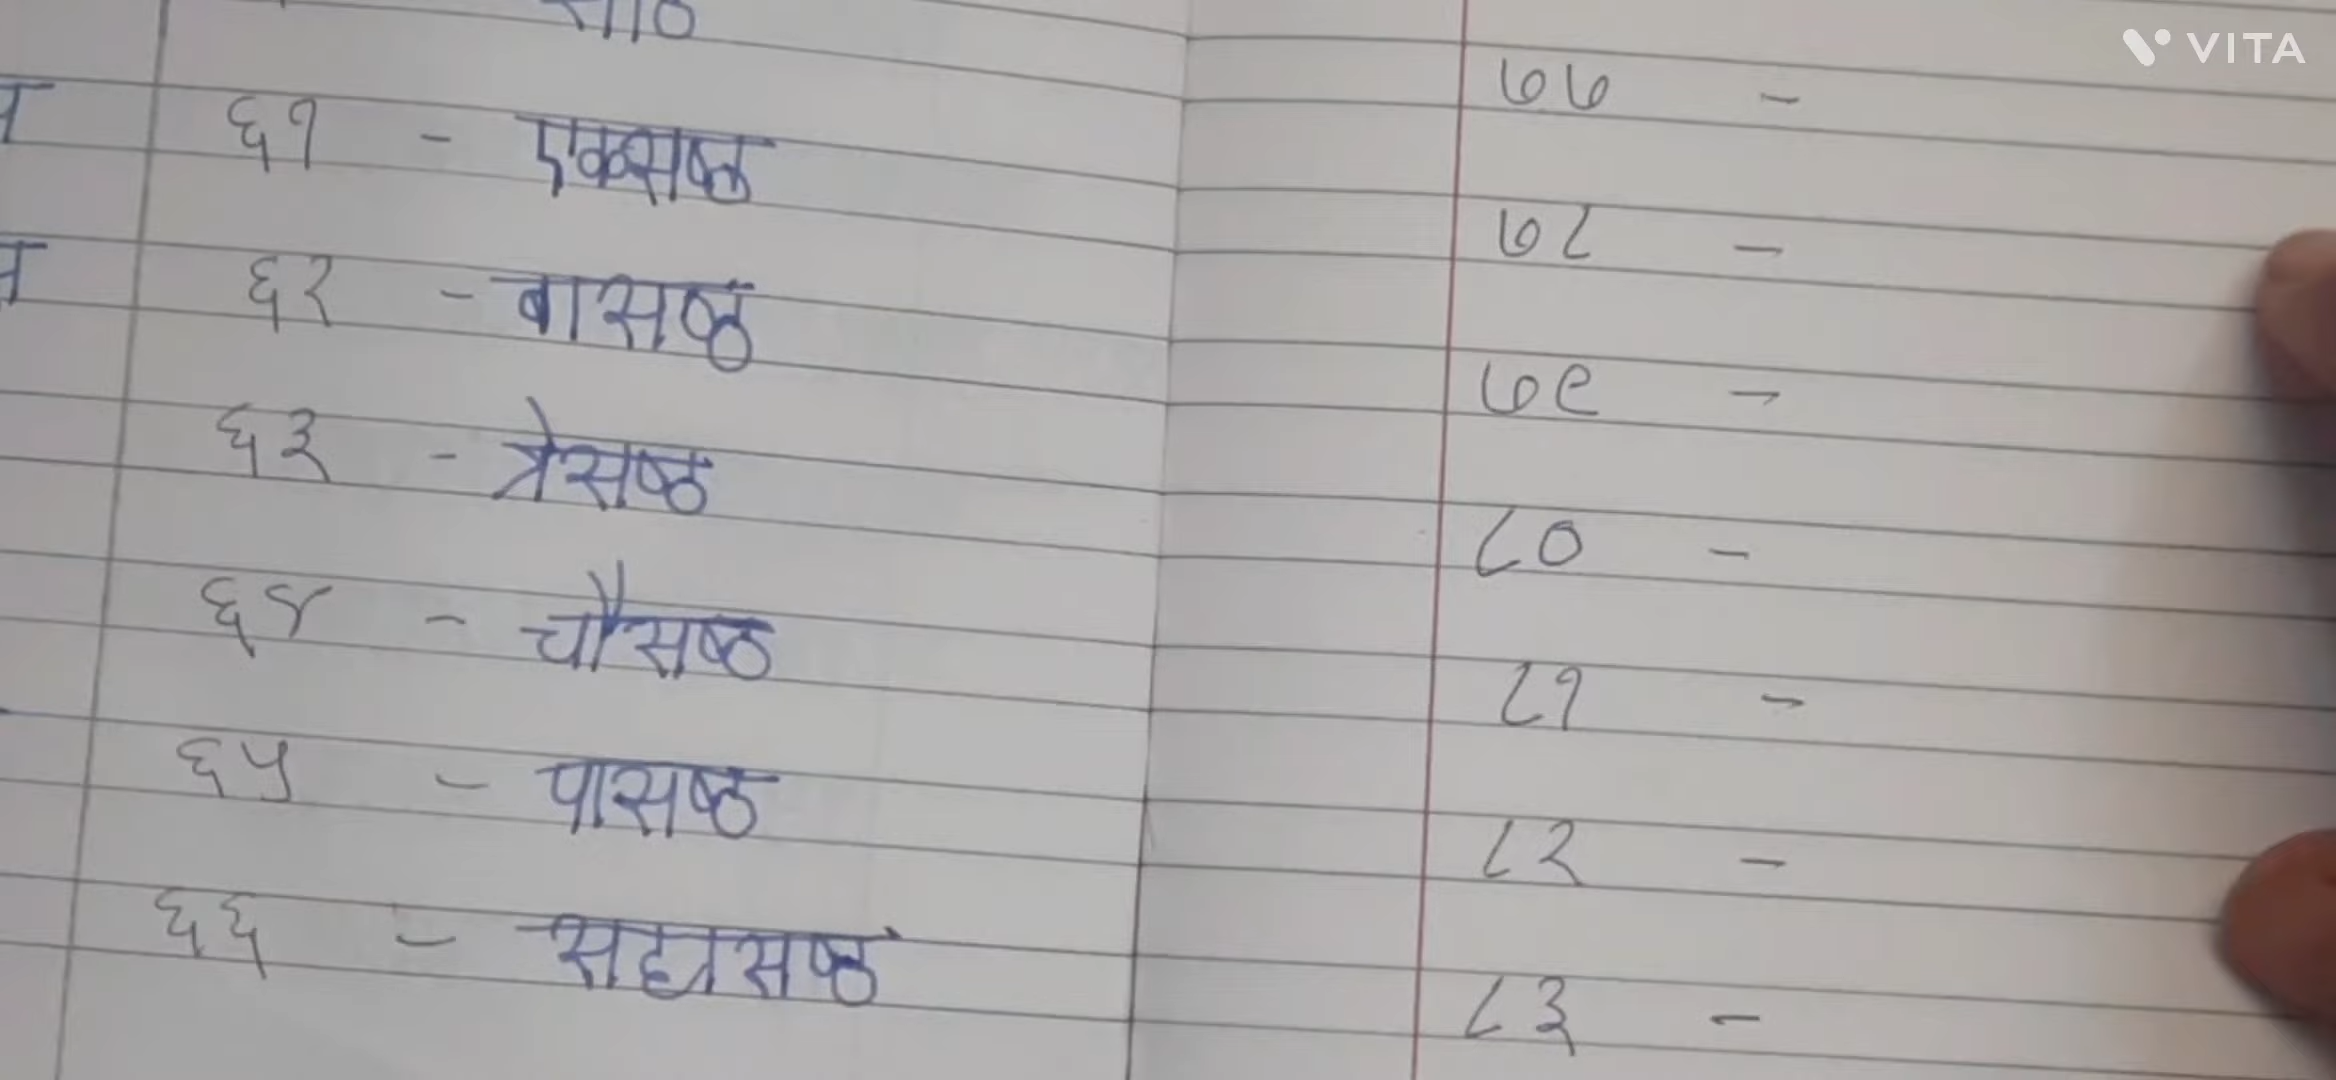 साठ
६१ - एकसष्ठ
६२ - बासष्ठ
६३ - त्रेसष्ठ
६४ - चौसष्ठ
६५ - पासष्ठ
६६ - सहासष्ठ
७७ -
७८ -
७९ -
८० -
८१ -
८२ -
८३ -
VITA